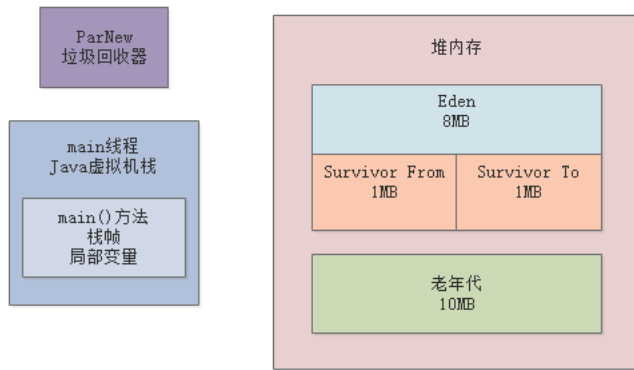 ParNew
垃圾回收器
main线程
Java虚拟机栈
main()方法
栈帧
局部变量
堆内存
Eden
8MB
Survivor From
1MB
Survivor To
1MB
老年代
10MB